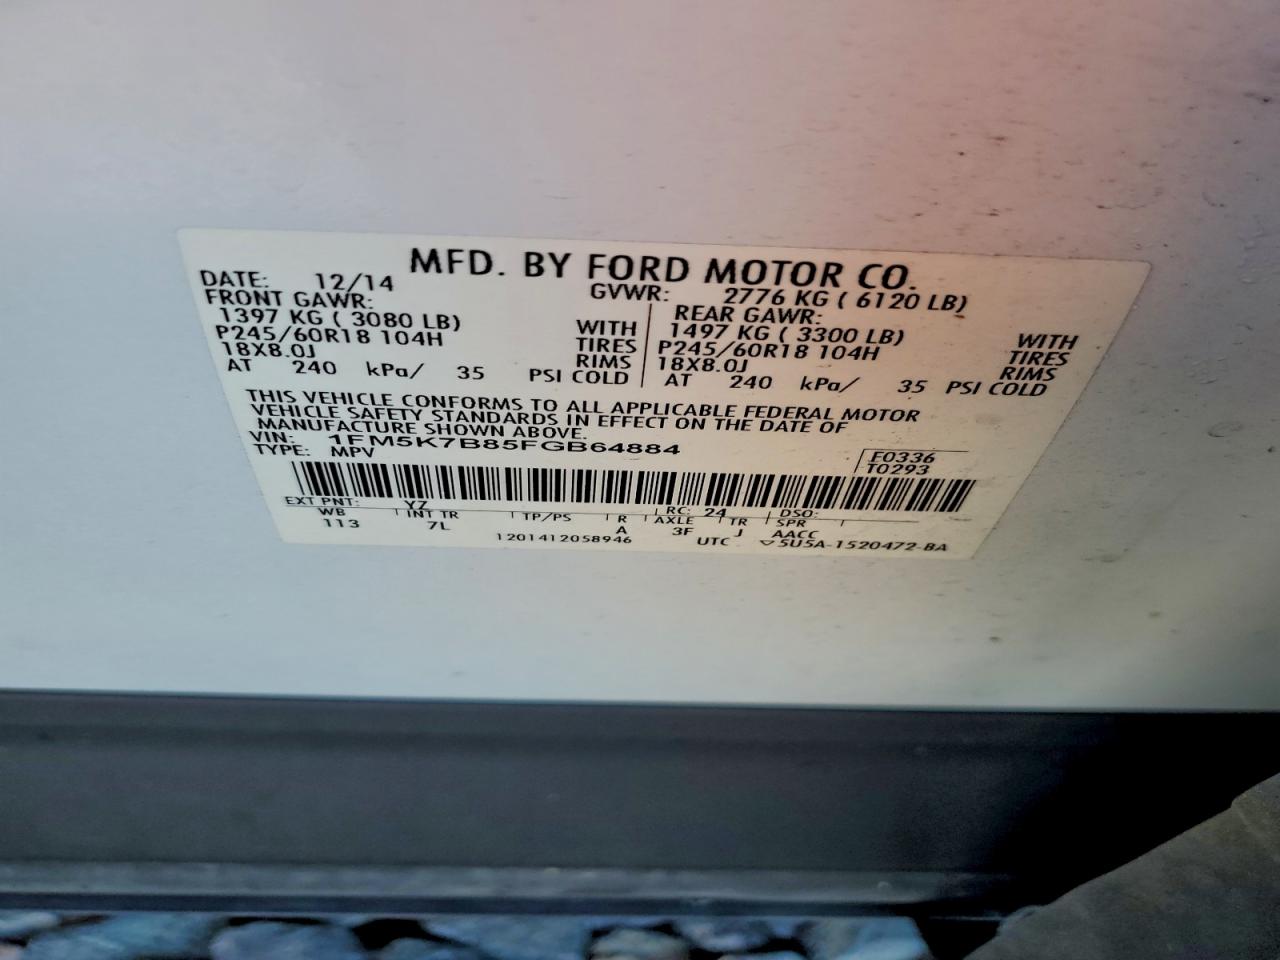 MFD. BY FORD MOTOR CO.
DATE: 12/14 GVWR: 2776 KG ( 6120 LB)
FRONT GAWR: REAR GAWR:
1397 KG ( 3080 LB) WITH 1497 KG ( 3300 LB) WITH
P245/60R18 104H TIRES P245/60R18 104H TIRES
18X8.0J RIMS 18X8.0J RIMS
AT 240 kPa/ 35 PSI COLD AT 240 kPa/ 35 PSI COLD
THIS VEHICLE CONFORMS TO ALL APPLICABLE FEDERAL MOTOR
VEHICLE SAFETY STANDARDS IN EFFECT ON THE DATE OF
MANUFACTURE SHOWN ABOVE.
VIN: 1FM5K7B85FGB64884
TYPE: MPV F0336
T0293
EXT PNT: YZ RC: 24 DSO:
WB INT TR TP/PS R AXLE TR SPR
113 7L A 3F J AACC
1201412058946 UTC ▽5U5A-1520472-BA